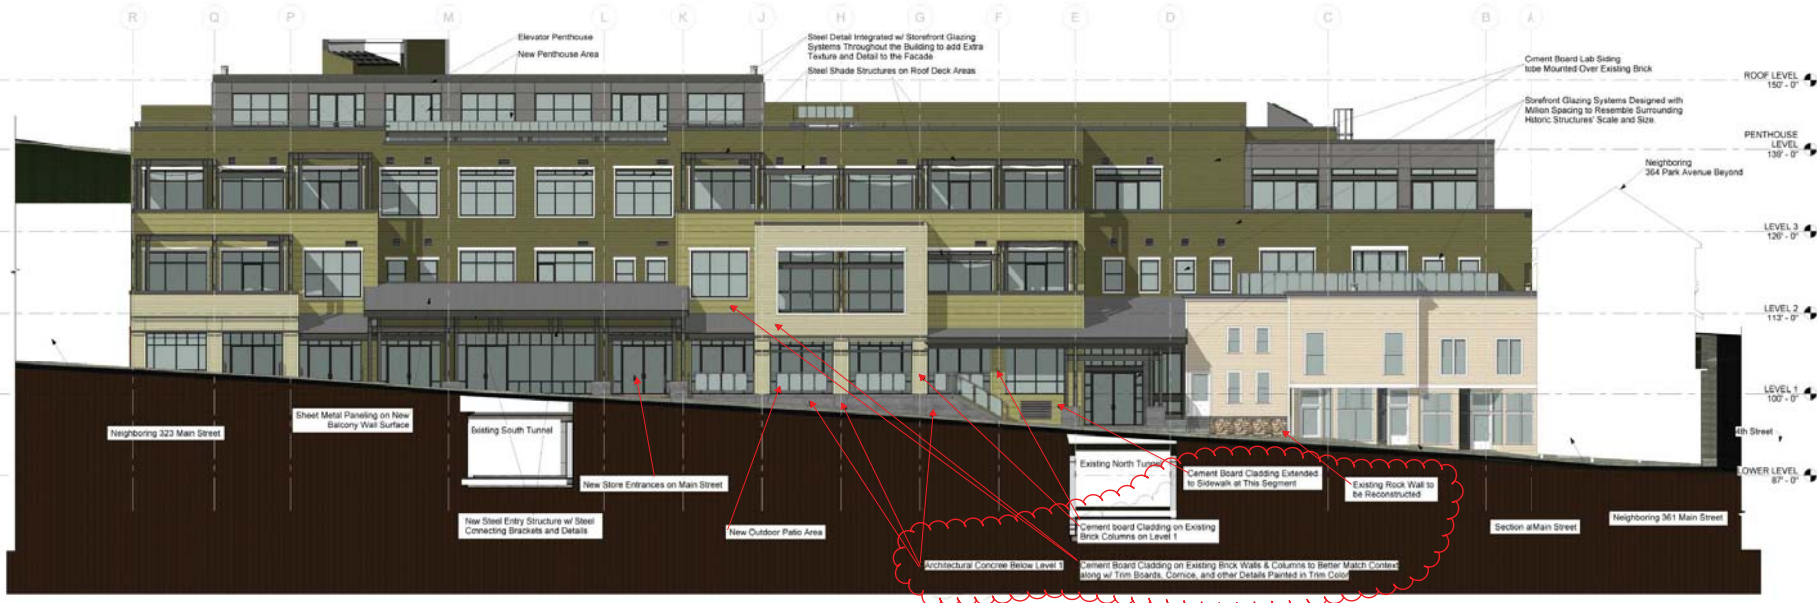 R Q P M L K J H G F E D C B A
Elevator Penthouse
New Penthouse Area
Steel Detail Integrated w/ Storefront Glazing
Systems Throughout the Building to add Extra
Texture and Detail to the Facade
Steel Shade Structures on Roof Deck Areas
Cement Board Lab Siding
tobe Mounted Over Existing Brick
Storefront Glazing Systems Designed with
Million Spacing to Resemble Surrounding
Historic Structures' Scale and Size.
Neighboring
364 Park Avenue Beyond
ROOF LEVEL
150' - 0"
PENTHOUSE
LEVEL
139' - 0"
LEVEL 3
126' - 0"
LEVEL 2
113' - 0"
LEVEL 1
100' - 0"
4th Street
LOWER LEVEL
87' - 0"
Neighboring 323 Main Street
Sheet Metal Paneling on New
Balcony Wall Surface
Existing South Tunnel
New Steel Entry Structure w/ Steel
Connecting Brackets and Details
New Store Entrances on Main Street
New Outdoor Patio Area
Existing North Tunnel
Cement Board Cladding Extended
to Sidewalk at This Segment
Existing Rock Wall to
be Reconstructed
Cement board Cladding on Existing
Brick Columns on Level 1
Architectural Concree Below Level 1
Cement Board Cladding on Existing Brick Walls & Columns to Better Match Context
along w/ Trim Boards, Cornice, and other Details Painted in Trim Color
Section alMain Street
Neighboring 361 Main Street